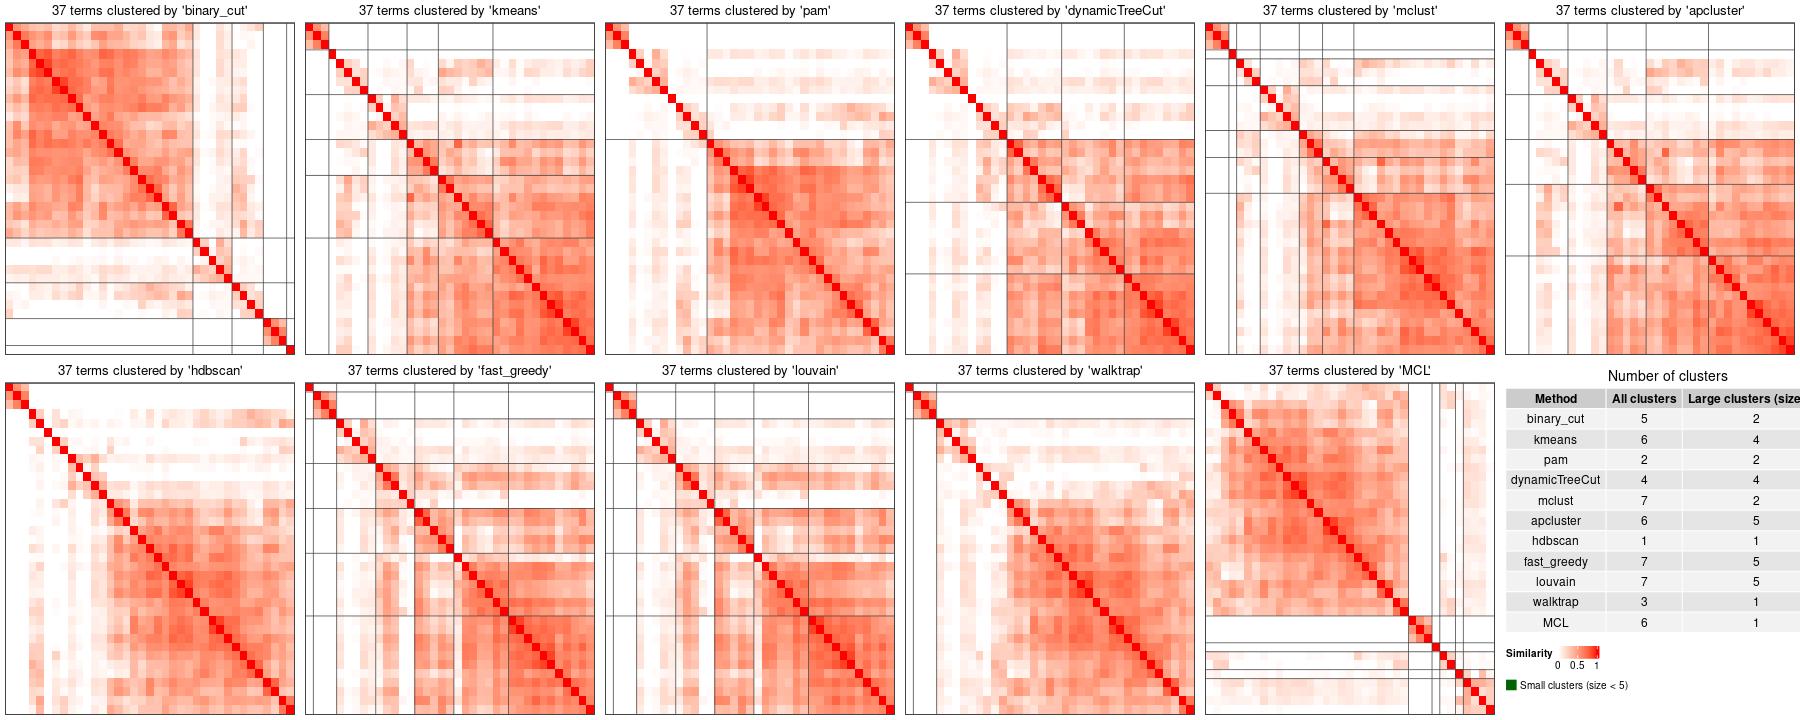 37 terms clustered by 'binary_cut'
37 terms clustered by 'kmeans'
37 terms clustered by 'pam'
37 terms clustered by 'dynamicTreeCut'
37 terms clustered by 'mclust'
37 terms clustered by 'apcluster'
37 terms clustered by 'hdbscan'
37 terms clustered by 'fast_greedy'
37 terms clustered by 'louvain'
37 terms clustered by 'walktrap'
37 terms clustered by 'MCL'
Number of clusters
Method All clusters Large clusters (size
binary_cut 5 2
kmeans 6 4
pam 2 2
dynamicTreeCut 4 4
mclust 7 2
apcluster 6 5
hdbscan 1 1
fast_greedy 7 5
louvain 7 5
walktrap 3 1
MCL 6 1
Similarity
0 0.5 1
Small clusters (size < 5)